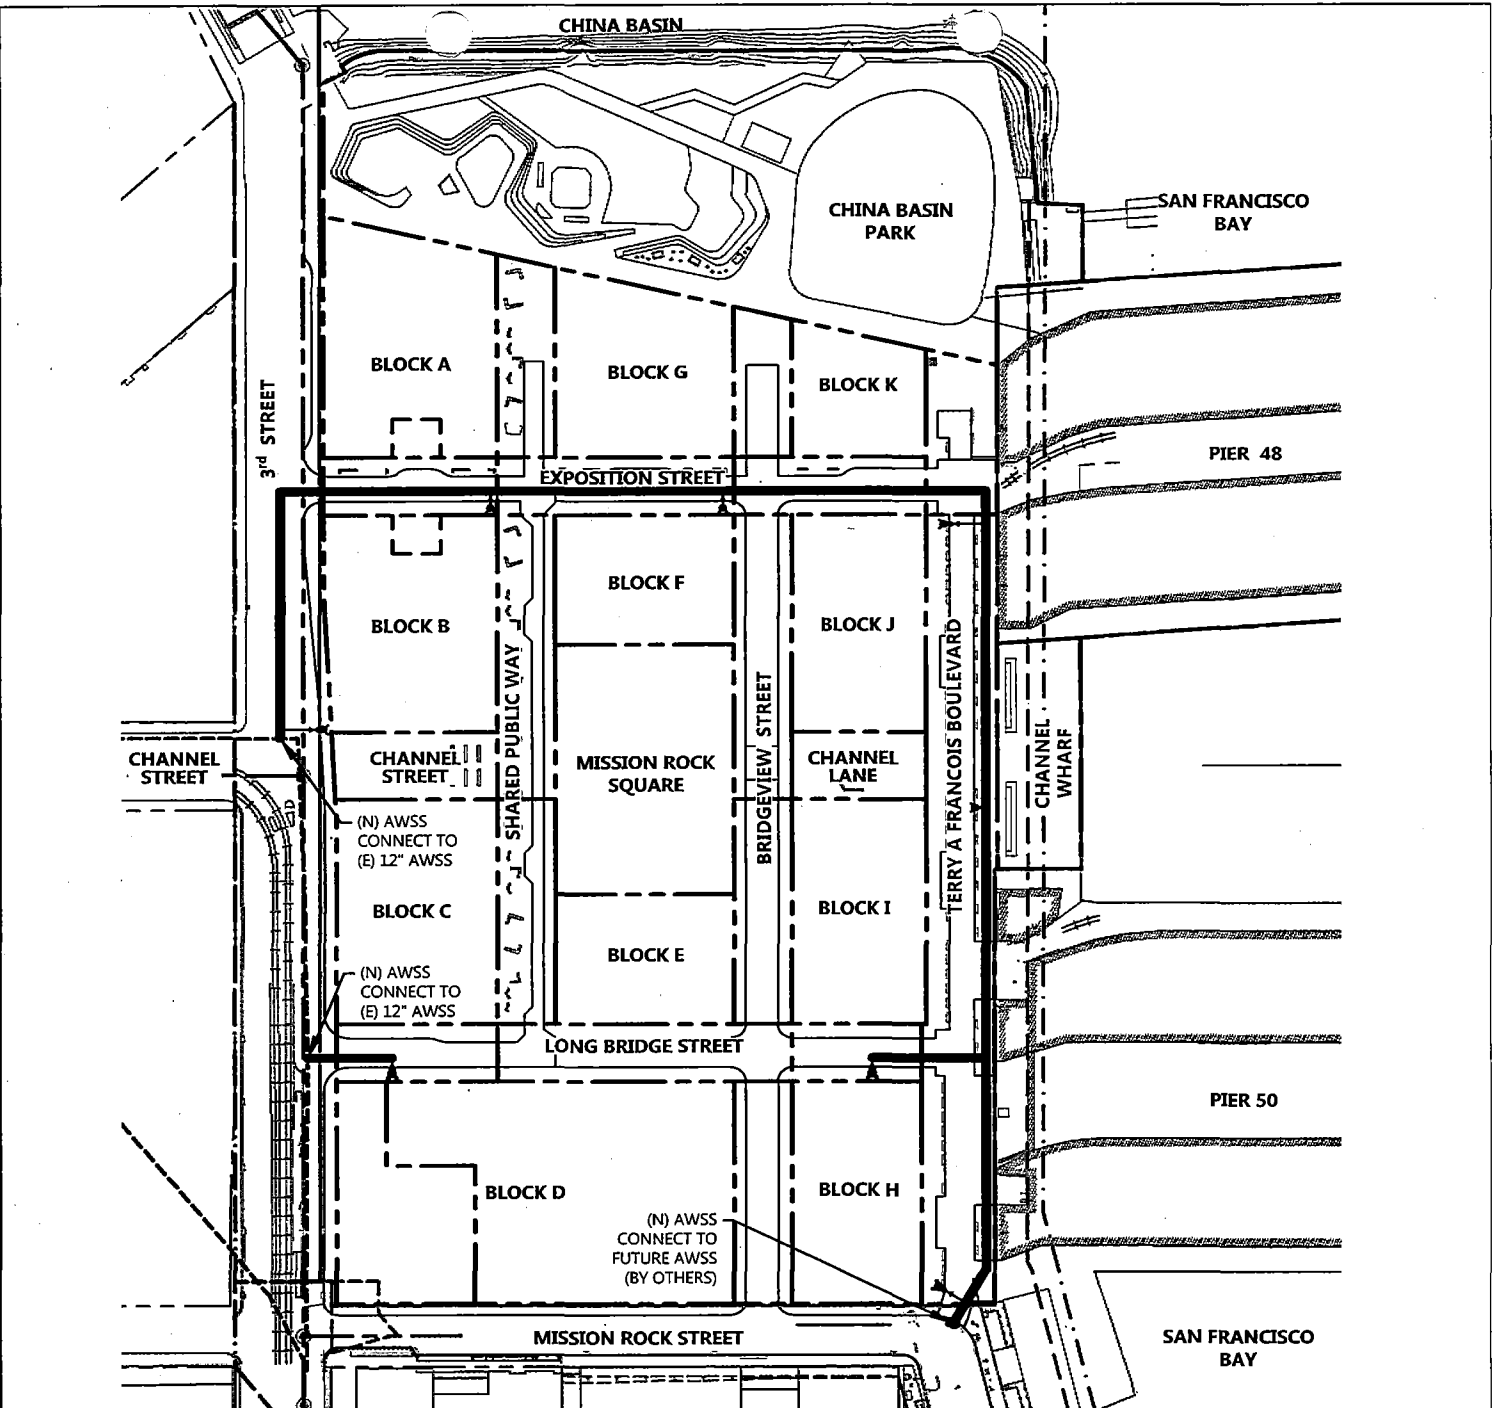 CHINA BASIN
SAN FRANCISCO
BAY
CHINA BASIN
PARK
BLOCK A
BLOCK G
BLOCK K
3rd STREET
PIER 48
EXPOSITION STREET
BLOCK F
BLOCK B
BLOCK J
SHARED PUBLIC WAY
BRIDGEVIEW STREET
TERRY A FRANCOIS BOULEVARD
CHANNEL
WHARF
CHANNEL
STREET
CHANNEL
STREET
MISSION ROCK
SQUARE
CHANNEL
LANE
(N) AWSS
CONNECT TO
(E) 12" AWSS
BLOCK C
BLOCK I
BLOCK E
(N) AWSS
CONNECT TO
(E) 12" AWSS
LONG BRIDGE STREET
PIER 50
BLOCK D
BLOCK H
(N) AWSS
CONNECT TO
FUTURE AWSS
(BY OTHERS)
MISSION ROCK STREET
SAN FRANCISCO
BAY